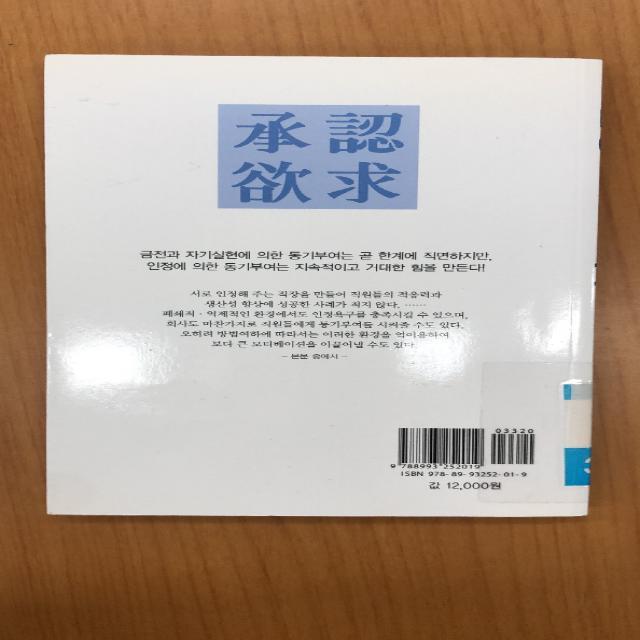 承認
欲求
금전과 자기실현에 의한 동기부여는 곧 한계에 직면하지만,
인정에 의한 동기부여는 지속적이고 거대한 힘을 만든다!
서로 인정해 주는 직장을 만들어 직원들의 적응력과
생산성 향상에 성공한 사례가 적지 않다. ……
폐쇄적·억제적인 환경에서도 인정욕구를 충족시킬 수 있으며,
회사도 마찬가지로 직원들에게 동기부여를 시켜줄 수도 있다.
오히려 방법여하에 따라서는 이러한 환경을 역이용하여
보다 큰 모티베이션을 이끌어낼 수도 있다.
- 본문 중에서 -
03320
9 788993 252019
ISBN 978-89-93252-01-9
값 12,000원